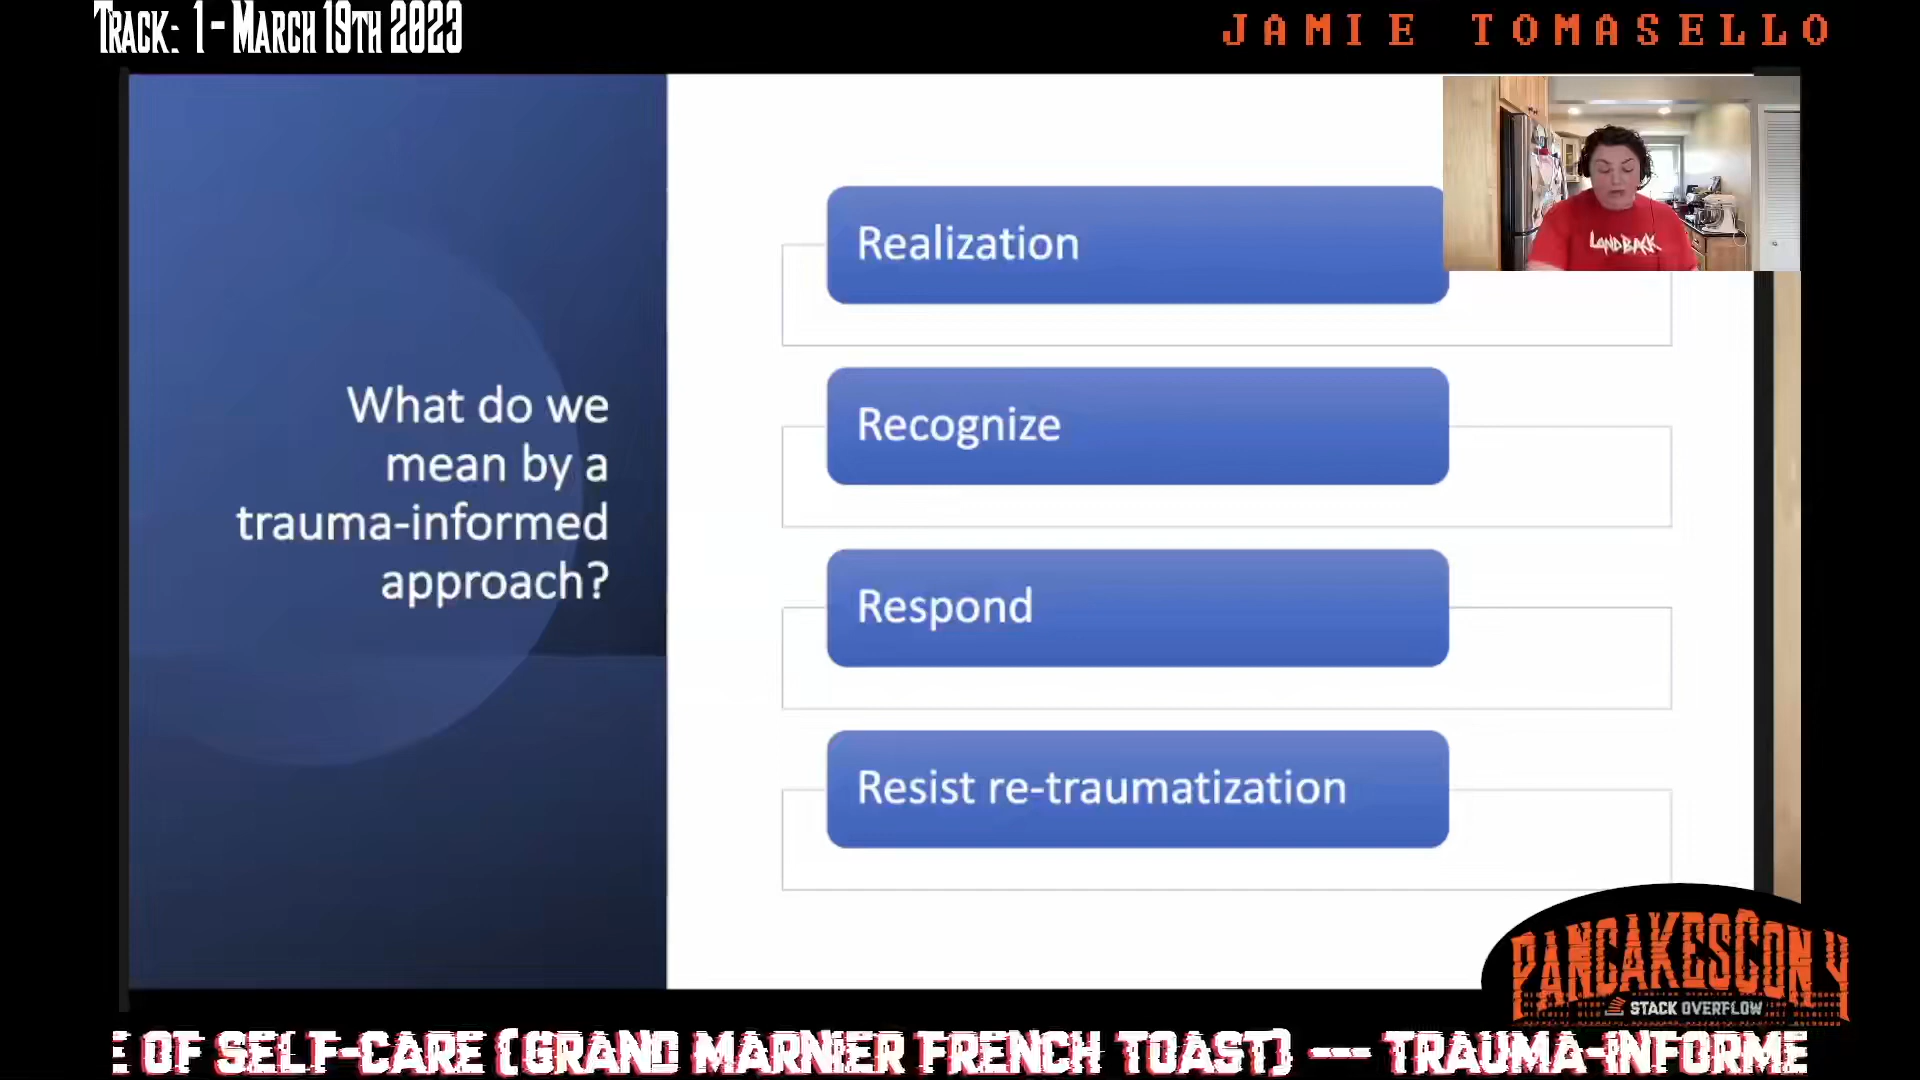 TRACK: 1 - MARCH 19TH 2023
JAMIE TOMASELLO
What do we
mean by a
trauma-informed
approach?
Realization
Recognize
Respond
Resist re-traumatization
LANDBACK
PANCAKESCON 4
STACK OVERFLOW
E OF SELF-CARE (GRAND MARNIER FRENCH TOAST) --- TRAUMA-INFORME